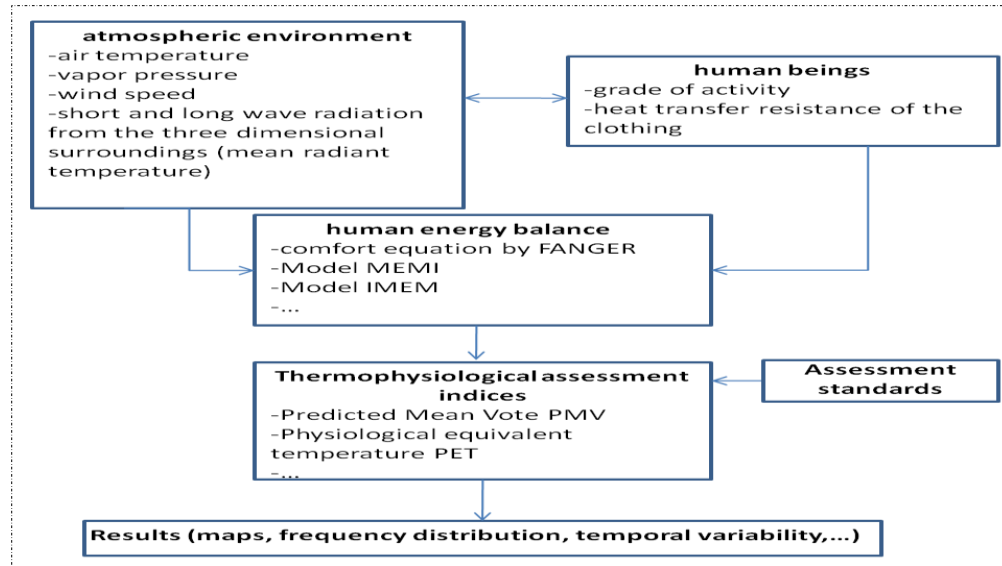 atmospheric environment
-air temperature
-vapor pressure
-wind speed
-short and long wave radiation
from the three dimensional
surroundings (mean radiant
temperature)
human beings
-grade of activity
-heat transfer resistance of the
clothing
human energy balance
-comfort equation by FANGER
-Model MEMI
-Model IMEM
-...
Thermophysiological assessment
indices
-Predicted Mean Vote PMV
-Physiological equivalent
temperature PET
-...
Assessment
standards
Results (maps, frequency distribution, temporal variability,...)